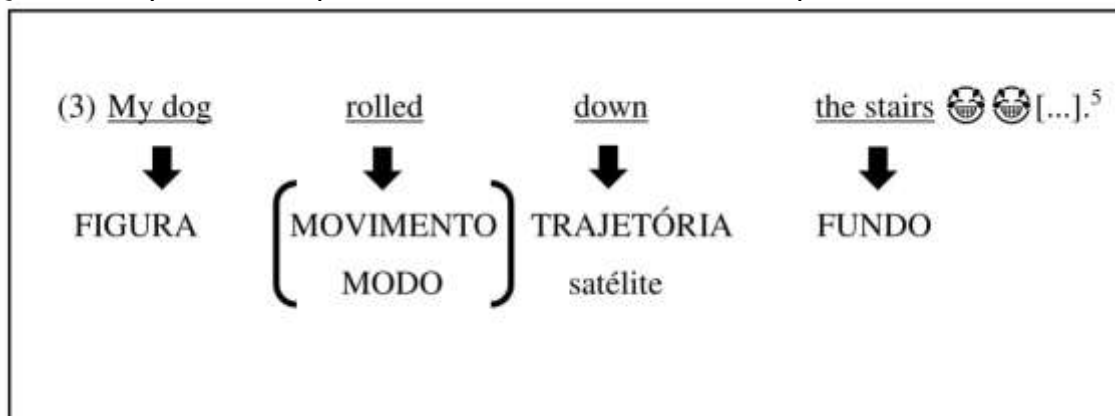 (3) My dog rolled down the stairs 😂 😂 [...].5
FIGURA MOVIMENTO TRAJETÓRIA FUNDO
MODO satélite